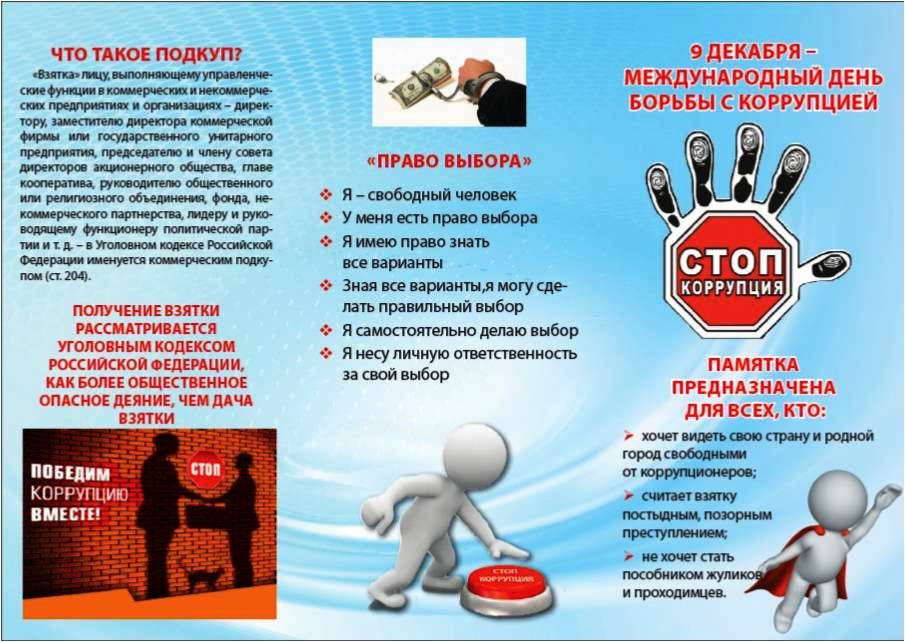 ЧТО ТАКОЕ ПОДКУП?
«Взятка» лицу, выполняющему управленче-
ские функции в коммерческих и некоммерче-
ских предприятиях и организациях – дирек-
тору, заместителю директора коммерческой
фирмы или государственного унитарного
предприятия, председателю и члену совета
директоров акционерного общества, главе
кооператива, руководителю общественного
или религиозного объединения, фонда, не-
коммерческого партнерства, лидеру и руко-
водящему функционеру политической пар-
тии и т. д. – в Уголовном кодексе Российской
Федерации именуется коммерческим подку-
пом (ст. 204).
ПОЛУЧЕНИЕ ВЗЯТКИ
РАССМАТРИВАЕТСЯ
УГОЛОВНЫМ КОДЕКСОМ
РОССИЙСКОЙ ФЕДЕРАЦИИ,
КАК БОЛЕЕ ОБЩЕСТВЕННОЕ
ОПАСНОЕ ДЕЯНИЕ, ЧЕМ ДАЧА
ВЗЯТКИ
ПОБЕДИМ
КОРРУПЦИЮ
ВМЕСТЕ!
СТОП
«ПРАВО ВЫБОРА»
❖ Я – свободный человек
❖ У меня есть право выбора
❖ Я имею право знать
все варианты
❖ Зная все варианты,я могу сде-
лать правильный выбор
❖ Я самостоятельно делаю выбор
❖ Я несу личную ответственность
за свой выбор
СТОП
КОРРУПЦИЯ
9 ДЕКАБРЯ –
МЕЖДУНАРОДНЫЙ ДЕНЬ
БОРЬБЫ С КОРРУПЦИЕЙ
СТОП
КОРРУПЦИЯ
ПАМЯТКА
ПРЕДНАЗНАЧЕНА
ДЛЯ ВСЕХ, КТО:
➢ хочет видеть свою страну и родной
город свободными
от коррупционеров;
➢ считает взятку
постыдным, позорным
преступлением;
➢ не хочет стать
пособником жуликов
и проходимцев.